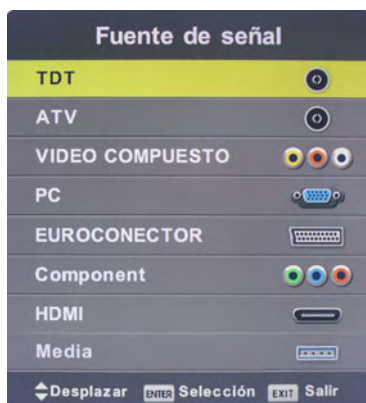 Fuente de señal
TDT
ATV
VIDEO COMPUESTO
PC
EUROCONECTOR
Component
HDMI
Media
Desplazar ENTER Selección EXIT Salir